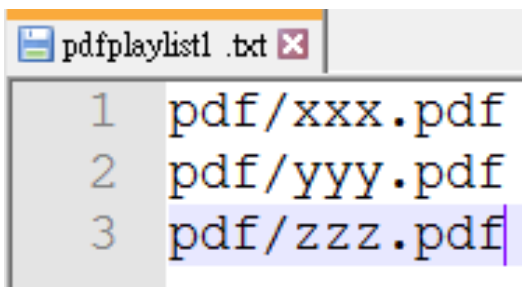 pdfplaylist1 .txt
1 pdf/xxx.pdf
2 pdf/yyy.pdf
3 pdf/zzz.pdf